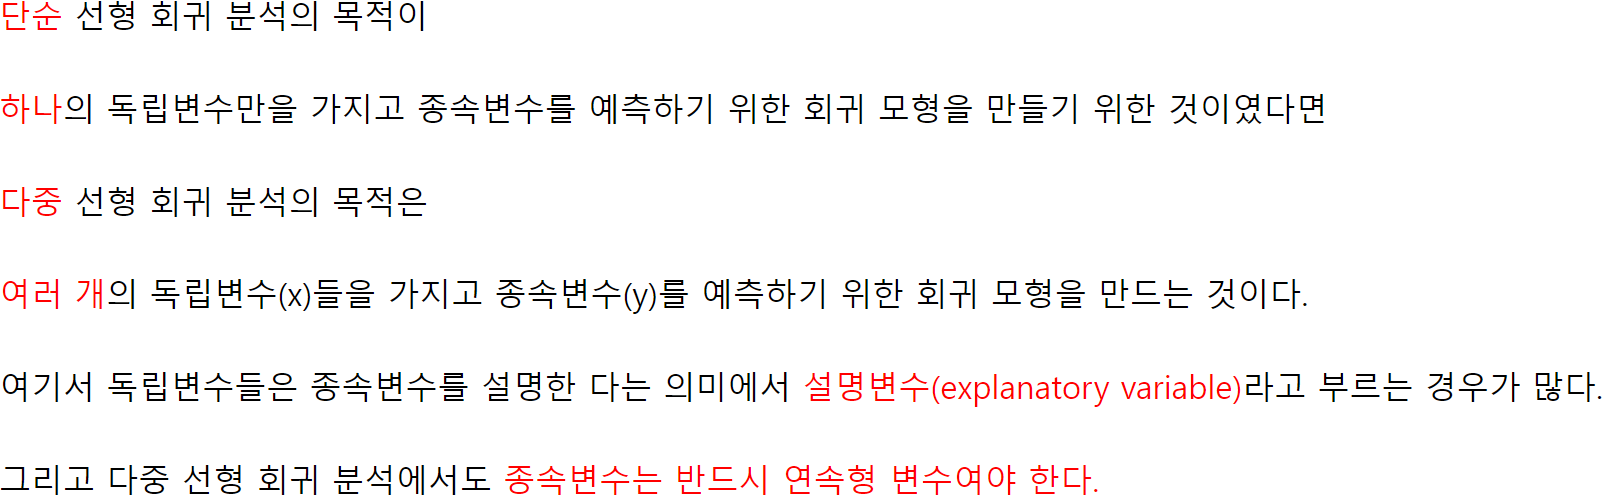 단순 선형 회귀 분석의 목적이
하나의 독립변수만을 가지고 종속변수를 예측하기 위한 회귀 모형을 만들기 위한 것이였다면
다중 선형 회귀 분석의 목적은
여러 개의 독립변수(x)들을 가지고 종속변수(y)를 예측하기 위한 회귀 모형을 만드는 것이다.
여기서 독립변수들은 종속변수를 설명한 다는 의미에서 설명변수(explanatory variable)라고 부르는 경우가 많다.
그리고 다중 선형 회귀 분석에서도 종속변수는 반드시 연속형 변수여야 한다.